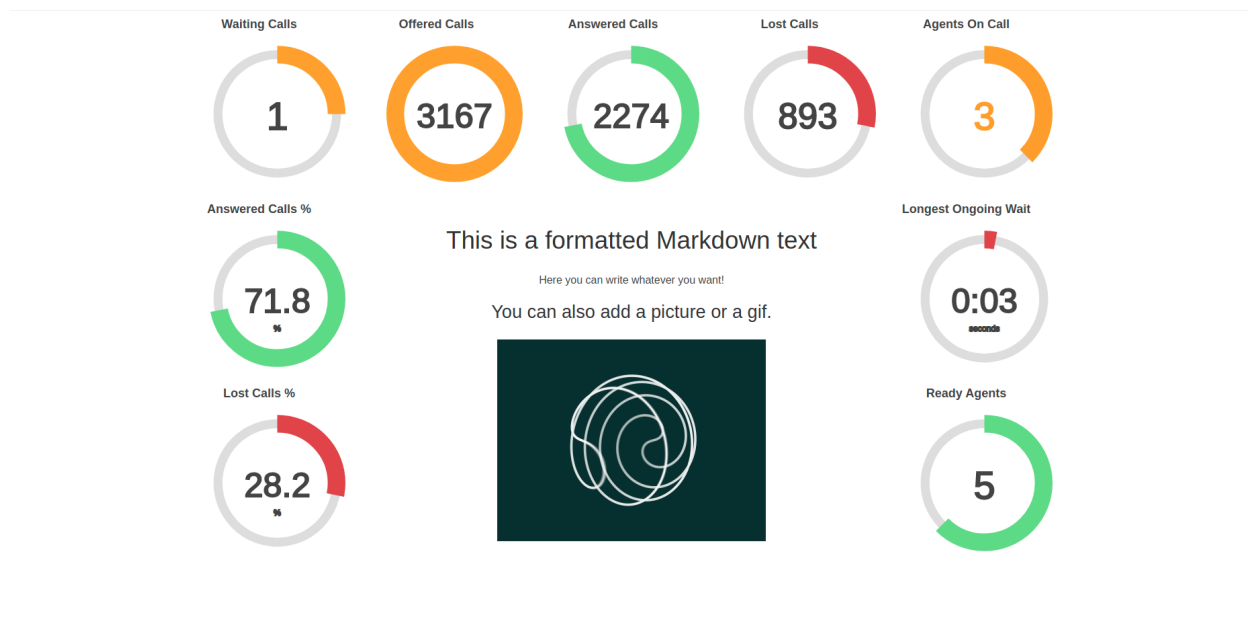 Waiting Calls
Offered Calls
Answered Calls
Lost Calls
Agents On Call
1
3167
2274
893
3
Answered Calls %
Longest Ongoing Wait
This is a formatted Markdown text
Here you can write whatever you want!
You can also add a picture or a gif.
71.8
%
0:03
seconds
Lost Calls %
Ready Agents
28.2
%
5